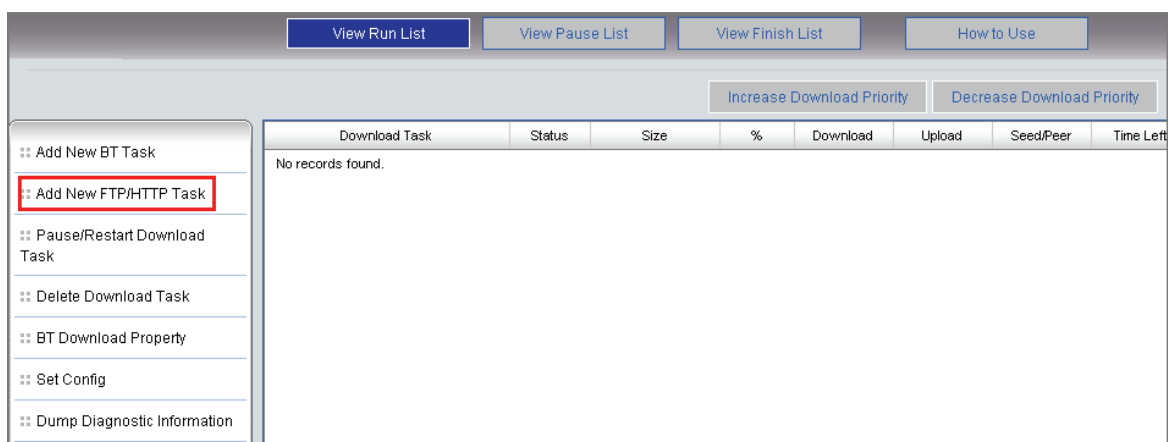 View Run List
View Pause List
View Finish List
How to Use
Increase Download Priority
Decrease Download Priority
Add New BT Task
Add New FTP/HTTP Task
Pause/Restart Download
Task
Delete Download Task
BT Download Property
Set Config
Dump Diagnostic Information
Download Task Status Size % Download Upload Seed/Peer Time Left
No records found.